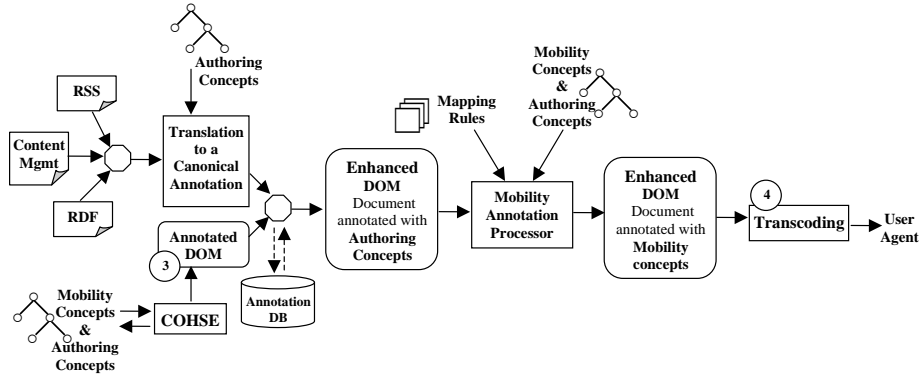 Authoring
Concepts
RSS
Content
Mgmt
RDF
Translation
to a
Canonical
Annotation
Annotated
DOM
3
COHSE
Mobility
Concepts
&
Authoring
Concepts
Annotation
DB
Enhanced
DOM
Document
annotated with
Authoring
Concepts
Mapping
Rules
Mobility
Concepts
&
Authoring
Concepts
Mobility
Annotation
Processor
Enhanced
DOM
Document
annotated with
Mobility
concepts
4
Transcoding
User
Agent